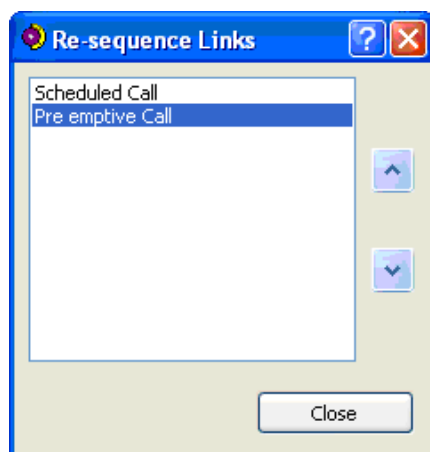 Re-sequence Links
?
Scheduled Call
Pre emptive Call
Close